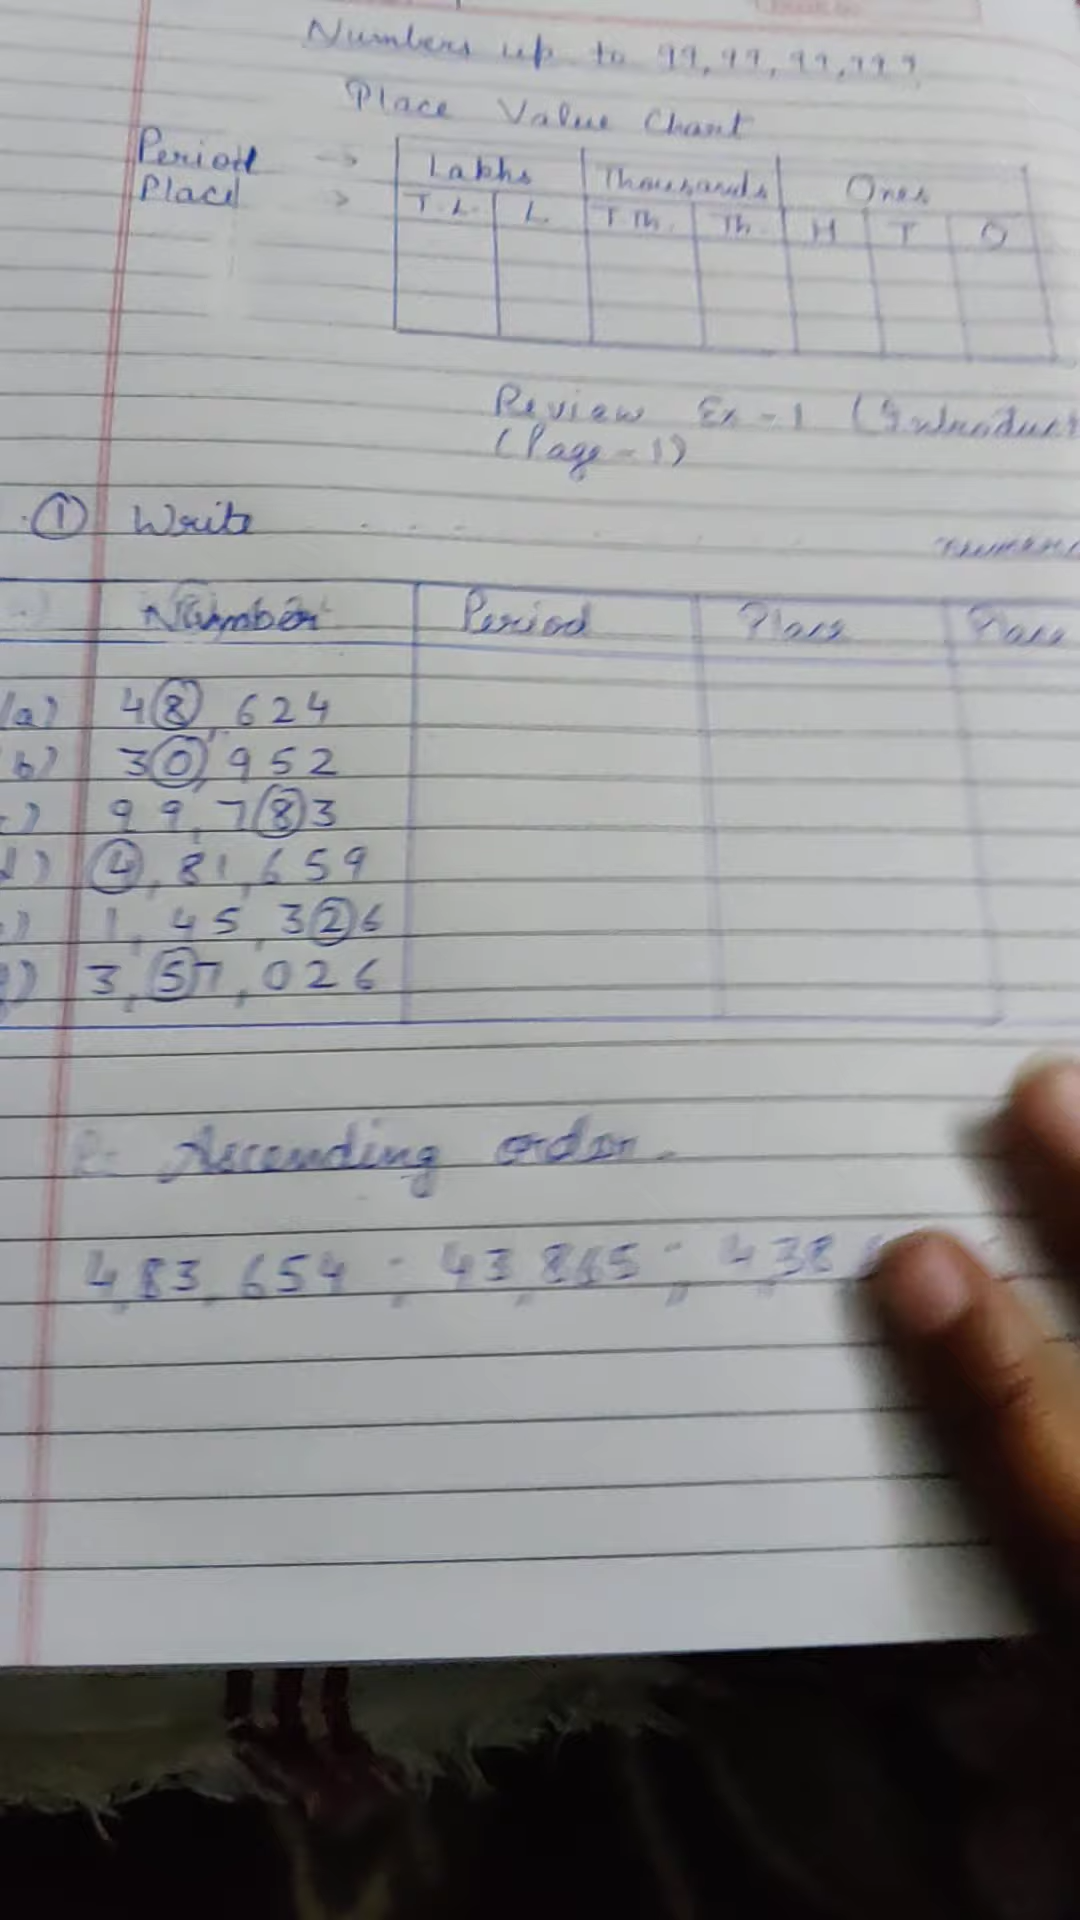 Numbers up to 99,99,99,999
Place Value Chart
Period → Lakhs Thousands Ones
Place > T.L. L. T.Th. Th. H T O
Review Ex-1
(Page-1)
① Write
Number Period Place
(a) 48,624
b) 30,952
99,783
4,81,659
1,45,326
3,57,026
Ascending order.
4,83,654 ; 43,865 ; 4,38